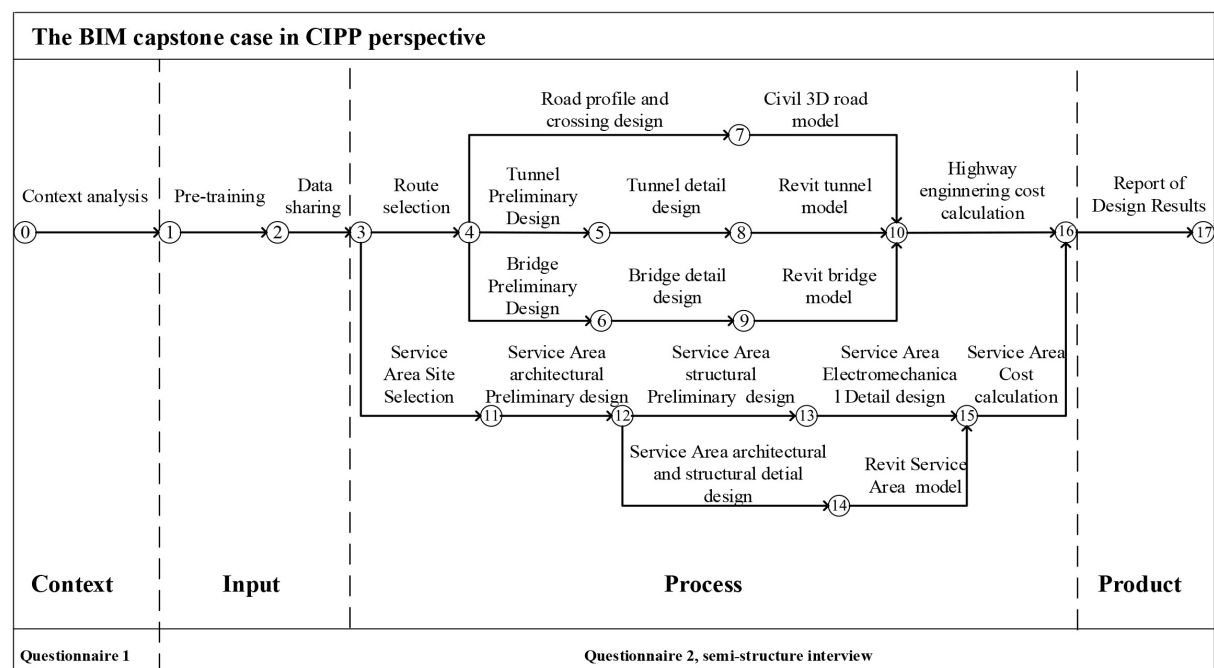 The BIM capstone case in CIPP perspective
Road profile and
crossing design
7
Civil 3D road
model
Context analysis
0
Pre-training
1
Data
sharing
2
3
Route
selection
4
Tunnel
Preliminary
Design
5
Tunnel detail
design
8
Revit tunnel
model
10
Highway
enginnering cost
calculation
16
Report of
Design Results
17
Bridge
Preliminary
Design
6
Bridge detail
design
9
Revit bridge
model
Service
Area Site
Selection
11
Service Area
architectural
Preliminary design
12
Service Area
structural
Preliminary design
13
Service Area
Electromechanica
l Detail design
15
Service Area
Cost
calculation
Service Area architectural
and structural detial
design
14
Revit Service
Area model
Context
Input
Process
Product
Questionnaire 1
Questionnaire 2, semi-structure interview